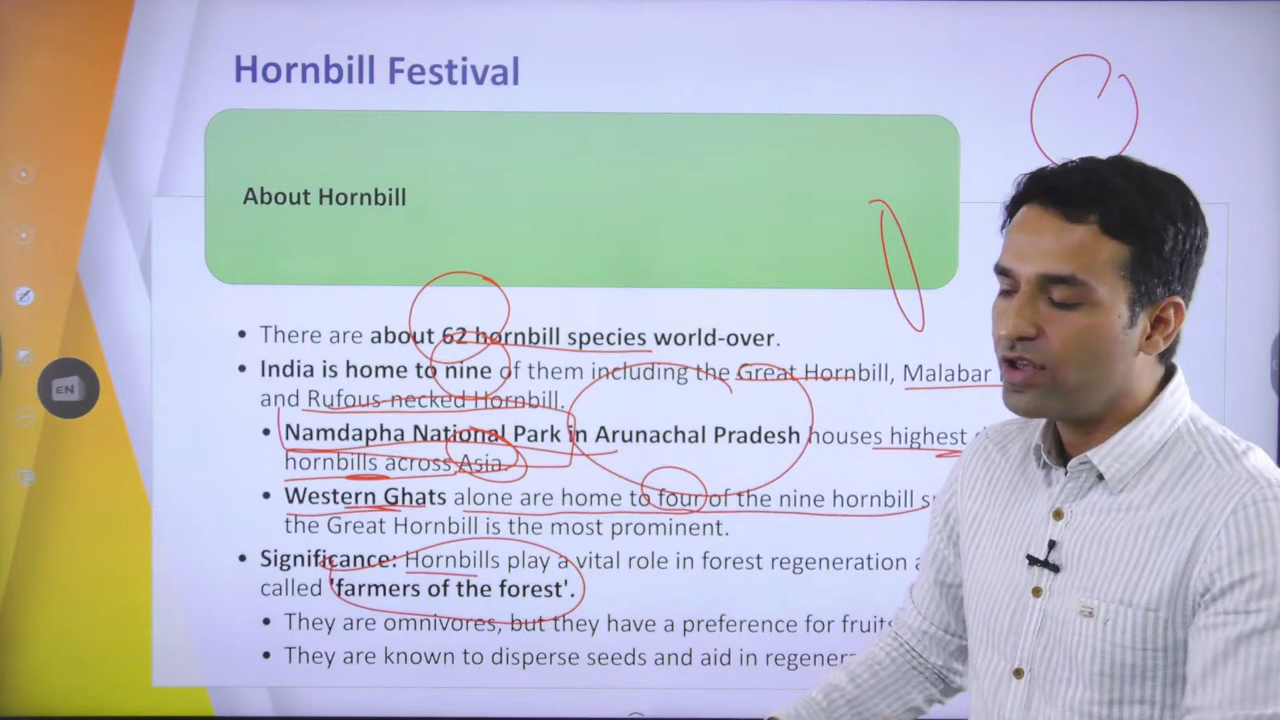 Hornbill Festival
About Hornbill
• There are about 62 hornbill species world-over.
• India is home to nine of them including the Great Hornbill, Malabar
and Rufous necked Hornbill.
• Namdapha National Park in Arunachal Pradesh houses highest
hornbills across Asia.
• Western Ghats alone are home to four of the nine hornbill
the Great Hornbill is the most prominent.
• Significance: Hornbills play a vital role in forest regeneration
called 'farmers of the forest'.
• They are omnivores, but they have a preference for fruits
• They are known to disperse seeds and aid in
EN